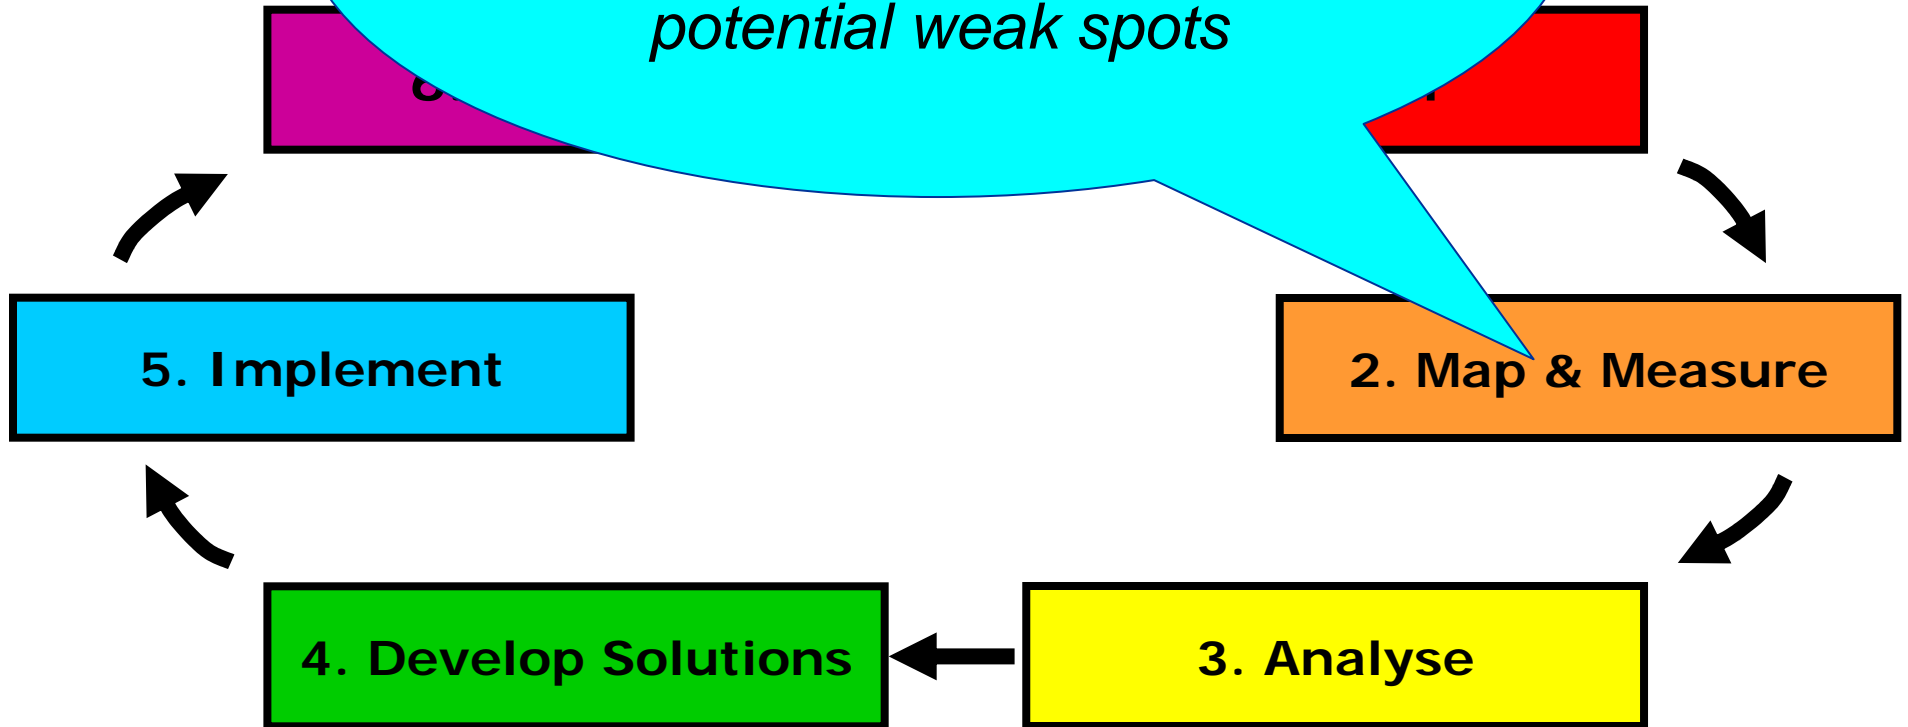 potential weak spots
5. Implement
2. Map & Measure
4. Develop Solutions
3. Analyse